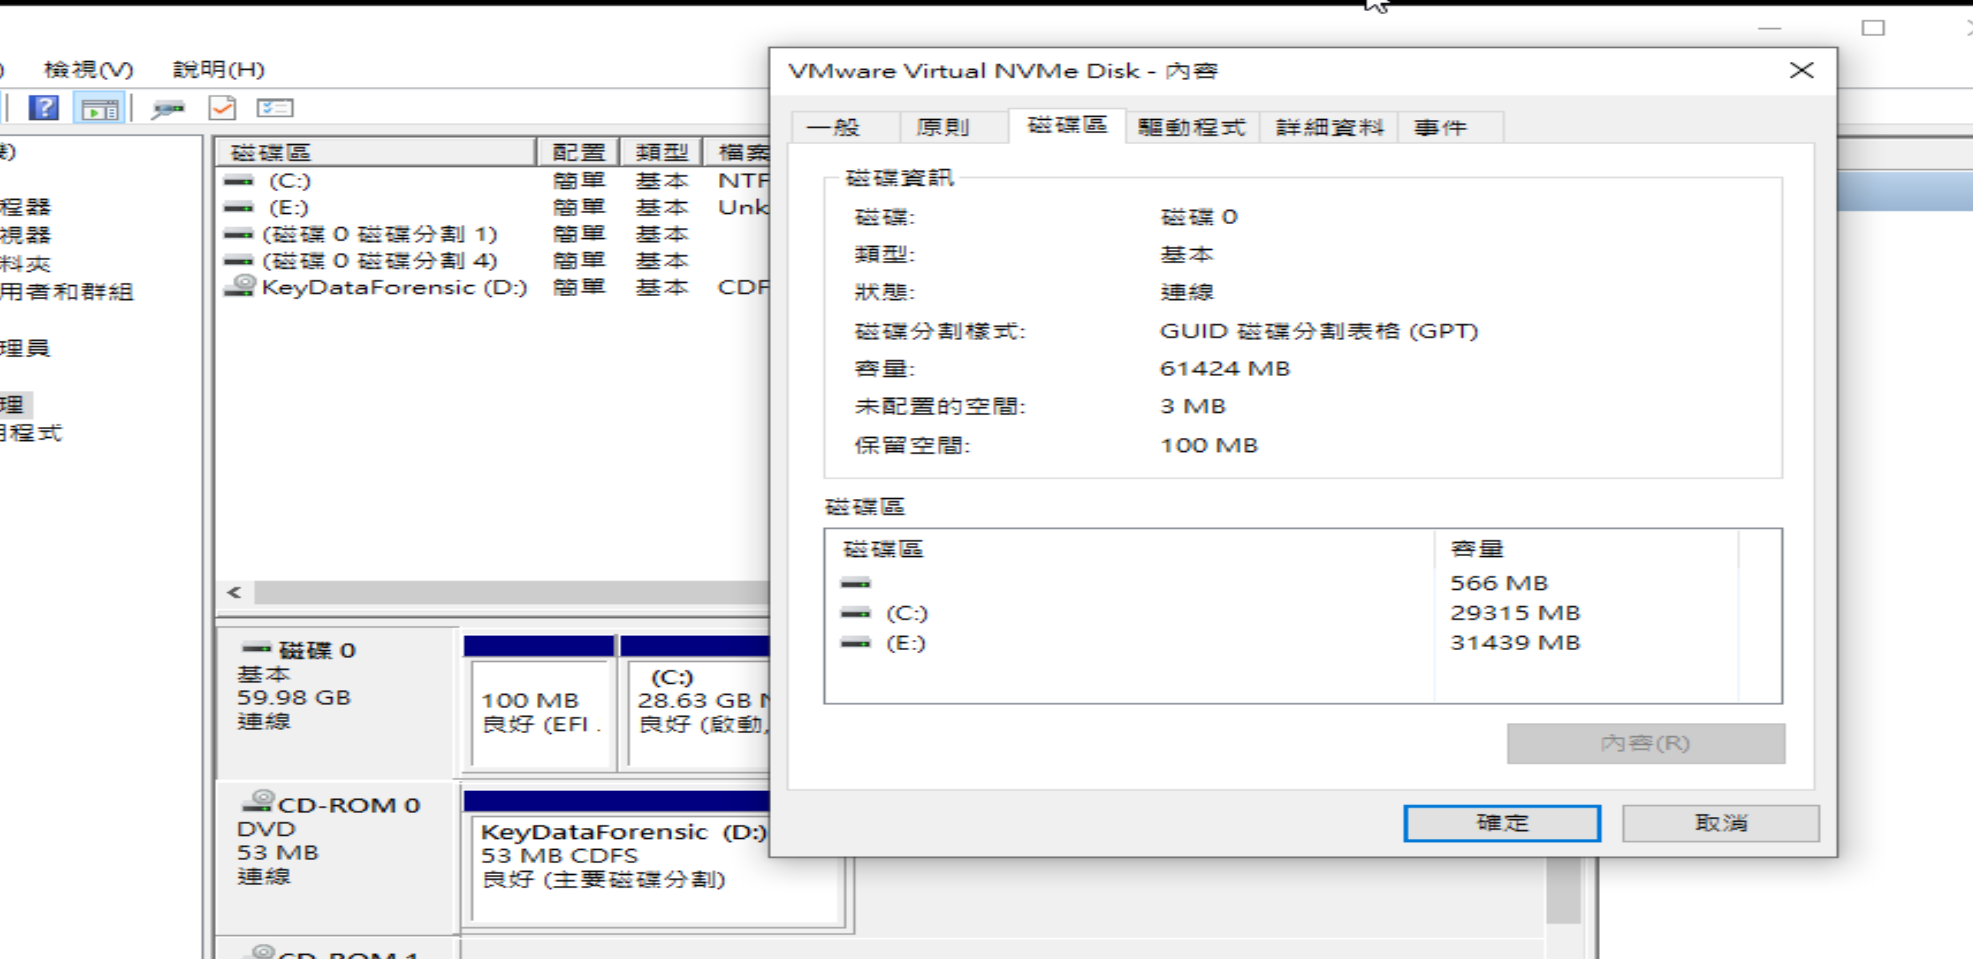 檢視(V) 說明(H)
程器
視器
料夾
用者和群組
理員
理
程式
磁碟區 配置 類型 檔案
(C:) 簡單 基本 NTF
(E:) 簡單 基本 Unk
(磁碟 0 磁碟分割 1) 簡單 基本
(磁碟 0 磁碟分割 4) 簡單 基本
KeyDataForensic (D:) 簡單 基本 CDF
磁碟 0
基本
59.98 GB
連線
100 MB
良好 (EFI .
(C:)
28.63 GB N
良好 (啟動,
CD-ROM 0
DVD
53 MB
連線
KeyDataForensic (D:)
53 MB CDFS
良好 (主要磁碟分割)
CD-ROM 1
VMware Virtual NVMe Disk - 內容
一般 原則 磁碟區 驅動程式 詳細資料 事件
磁碟資訊
磁碟: 磁碟 0
類型: 基本
狀態: 連線
磁碟分割樣式: GUID 磁碟分割表格 (GPT)
容量: 61424 MB
未配置的空間: 3 MB
保留空間: 100 MB
磁碟區
磁碟區 容量
566 MB
(C:) 29315 MB
(E:) 31439 MB
內容(R)
確定 取消